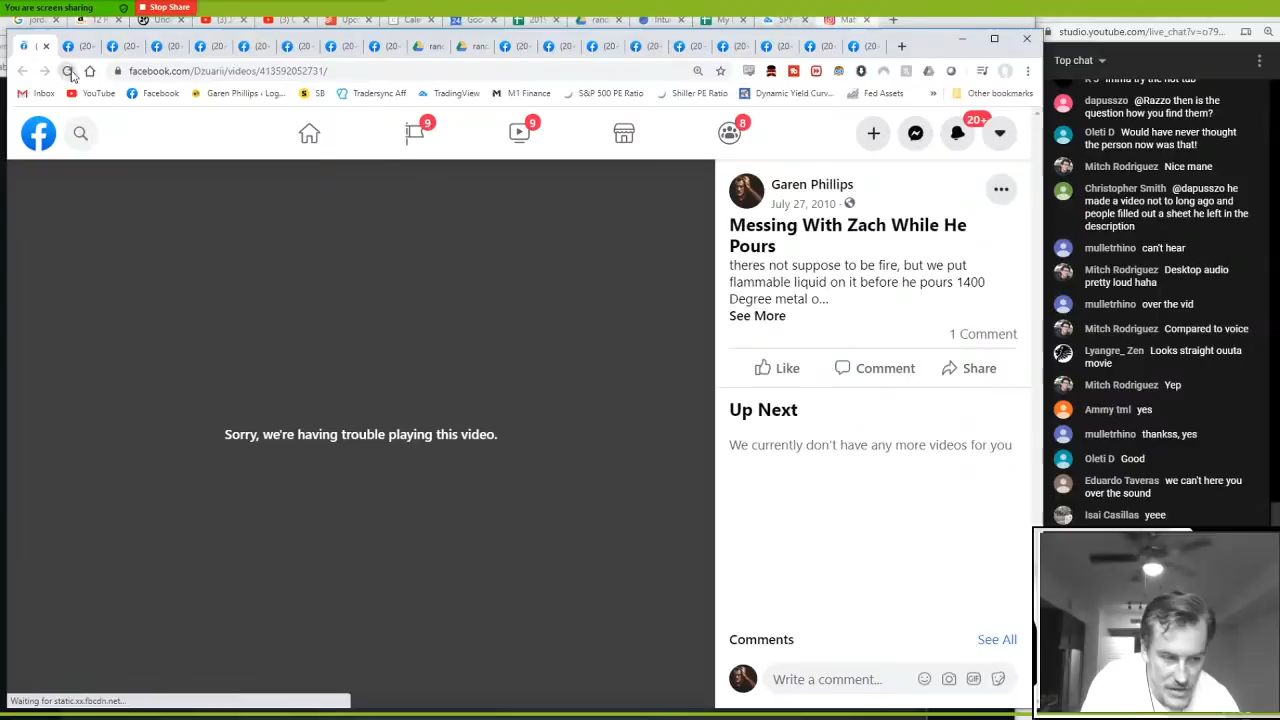 You are screen sharing
Stop Share
studio.youtube.com/live_chat?v=o79...
facebook.com/Dzuarii/videos/413592052731/
Inbox
YouTube
Facebook
Garen Phillips ‹ Log...
SB
Tradersync Aff
TradingView
M1 Finance
S&P 500 PE Ratio
Shiller PE Ratio
Dynamic Yield Curv...
Fed Assets
»
Other bookmarks
9
9
8
20+
Garen Phillips
July 27, 2010 ·
Messing With Zach While He
Pours
theres not suppose to be fire, but we put
flammable liquid on it before he pours 1400
Degree metal o...
See More
1 Comment
Like
Comment
Share
Up Next
We currently don't have any more videos for you
Sorry, we're having trouble playing this video.
Comments
See All
Write a comment...
Waiting for static.xx.fbcdn.net...
Top chat
dapusszo @Razzo then is the
question how you find them?
Oleti D Would have never thought
the person now was that!
Mitch Rodriguez Nice mane
Christopher Smith @dapusszo he
made a video not to long ago and
people filled out a sheet he left in the
description
mulletrhino can't hear
Mitch Rodriguez Desktop audio
pretty loud haha
mulletrhino over the vid
Mitch Rodriguez Compared to voice
Lyangre_ Zen Looks straight ouuta
movie
Mitch Rodriguez Yep
Ammy tml yes
mulletrhino thankss, yes
Oleti D Good
Eduardo Taveras we can't here you
over the sound
Isai Casillas yeee